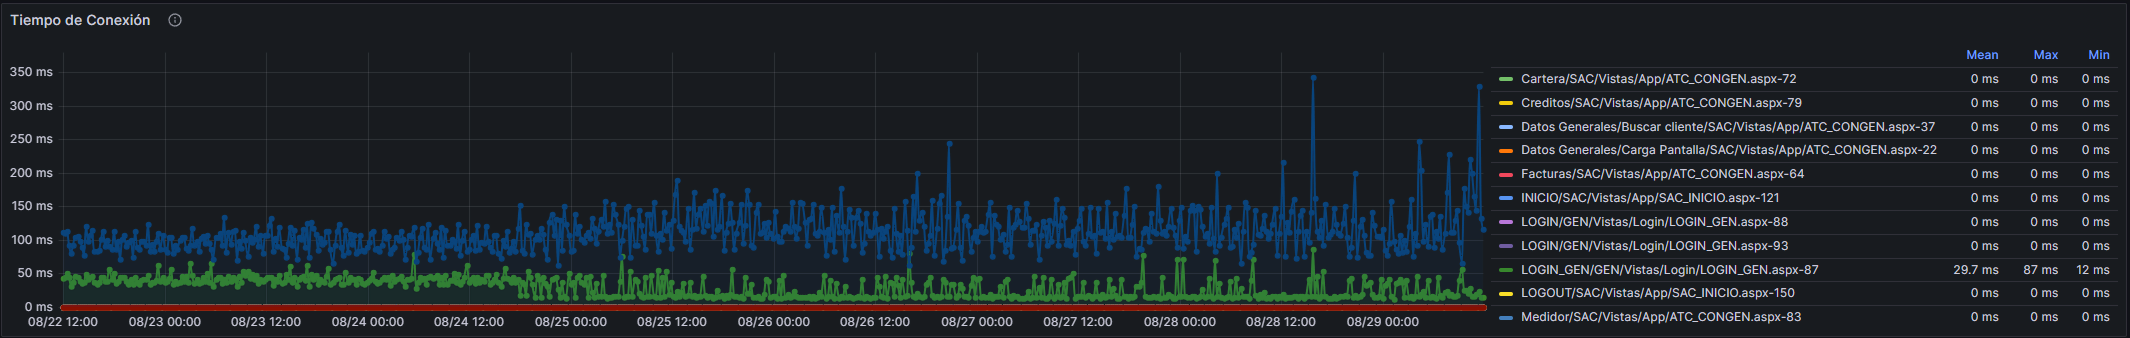 Tiempo de Conexión
Mean Max Min
350 ms
300 ms
250 ms
200 ms
150 ms
100 ms
50 ms
0 ms
08/22 12:00 08/23 00:00 08/23 12:00 08/24 00:00 08/24 12:00 08/25 00:00 08/25 12:00 08/26 00:00 08/26 12:00 08/27 00:00 08/27 12:00 08/28 00:00 08/28 12:00 08/29 00:00
Cartera/SAC/Vistas/App/ATC_CONGEN.aspx-72 0 ms 0 ms 0 ms
Creditos/SAC/Vistas/App/ATC_CONGEN.aspx-79 0 ms 0 ms 0 ms
Datos Generales/Buscar cliente/SAC/Vistas/App/ATC_CONGEN.aspx-37 0 ms 0 ms 0 ms
Datos Generales/Carga Pantalla/SAC/Vistas/App/ATC_CONGEN.aspx-22 0 ms 0 ms 0 ms
Facturas/SAC/Vistas/App/ATC_CONGEN.aspx-64 0 ms 0 ms 0 ms
INICIO/SAC/Vistas/App/SAC_INICIO.aspx-121 0 ms 0 ms 0 ms
LOGIN/GEN/Vistas/Login/LOGIN_GEN.aspx-88 0 ms 0 ms 0 ms
LOGIN/GEN/Vistas/Login/LOGIN_GEN.aspx-93 0 ms 0 ms 0 ms
LOGIN_GEN/GEN/Vistas/Login/LOGIN_GEN.aspx-87 29.7 ms 87 ms 12 ms
LOGOUT/SAC/Vistas/App/SAC_INICIO.aspx-150 0 ms 0 ms 0 ms
Medidor/SAC/Vistas/App/ATC_CONGEN.aspx-83 0 ms 0 ms 0 ms